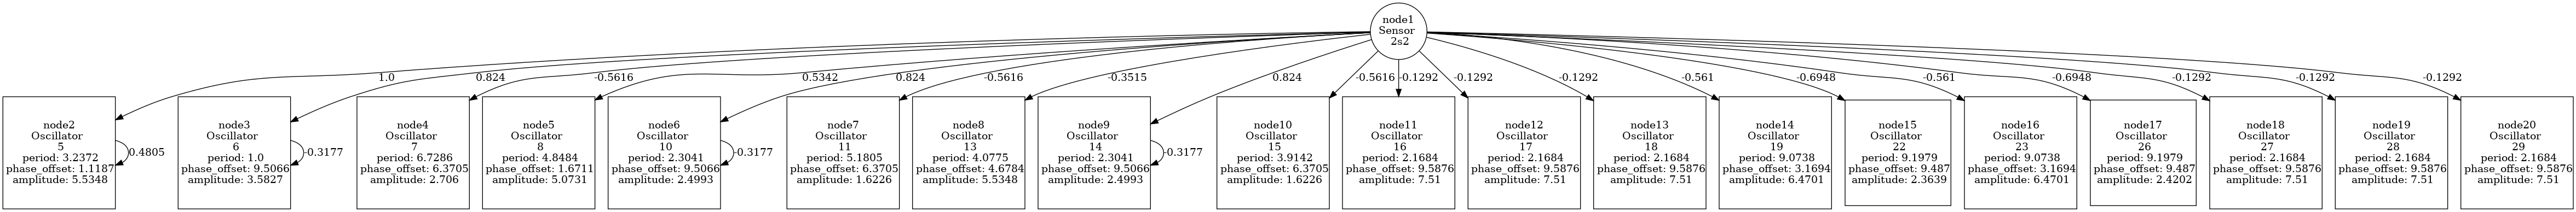 node1
Sensor
2s2
1.0
0.824
-0.5616
0.5342
0.824
-0.5616
-0.3515
0.824
-0.5616
-0.1292
-0.1292
-0.1292
-0.561
-0.6948
-0.561
-0.6948
-0.1292
-0.1292
-0.1292
node2
Oscillator
5
period: 3.2372
phase_offset: 1.1187
amplitude: 5.5348
0.4805
node3
Oscillator
6
period: 1.0
phase_offset: 9.5066
amplitude: 3.5827
-0.3177
node4
Oscillator
7
period: 6.7286
phase_offset: 6.3705
amplitude: 2.706
node5
Oscillator
8
period: 4.8484
phase_offset: 1.6711
amplitude: 5.0731
node6
Oscillator
10
period: 2.3041
phase_offset: 9.5066
amplitude: 2.4993
-0.3177
node7
Oscillator
11
period: 5.1805
phase_offset: 6.3705
amplitude: 1.6226
node8
Oscillator
13
period: 4.0775
phase_offset: 4.6784
amplitude: 5.5348
node9
Oscillator
14
period: 2.3041
phase_offset: 9.5066
amplitude: 2.4993
-0.3177
node10
Oscillator
15
period: 3.9142
phase_offset: 6.3705
amplitude: 1.6226
node11
Oscillator
16
period: 2.1684
phase_offset: 9.5876
amplitude: 7.51
node12
Oscillator
17
period: 2.1684
phase_offset: 9.5876
amplitude: 7.51
node13
Oscillator
18
period: 2.1684
phase_offset: 9.5876
amplitude: 7.51
node14
Oscillator
19
period: 9.0738
phase_offset: 3.1694
amplitude: 6.4701
node15
Oscillator
22
period: 9.1979
phase_offset: 9.487
amplitude: 2.3639
node16
Oscillator
23
period: 9.0738
phase_offset: 3.1694
amplitude: 6.4701
node17
Oscillator
26
period: 9.1979
phase_offset: 9.487
amplitude: 2.4202
node18
Oscillator
27
period: 2.1684
phase_offset: 9.5876
amplitude: 7.51
node19
Oscillator
28
period: 2.1684
phase_offset: 9.5876
amplitude: 7.51
node20
Oscillator
29
period: 2.1684
phase_offset: 9.5876
amplitude: 7.51